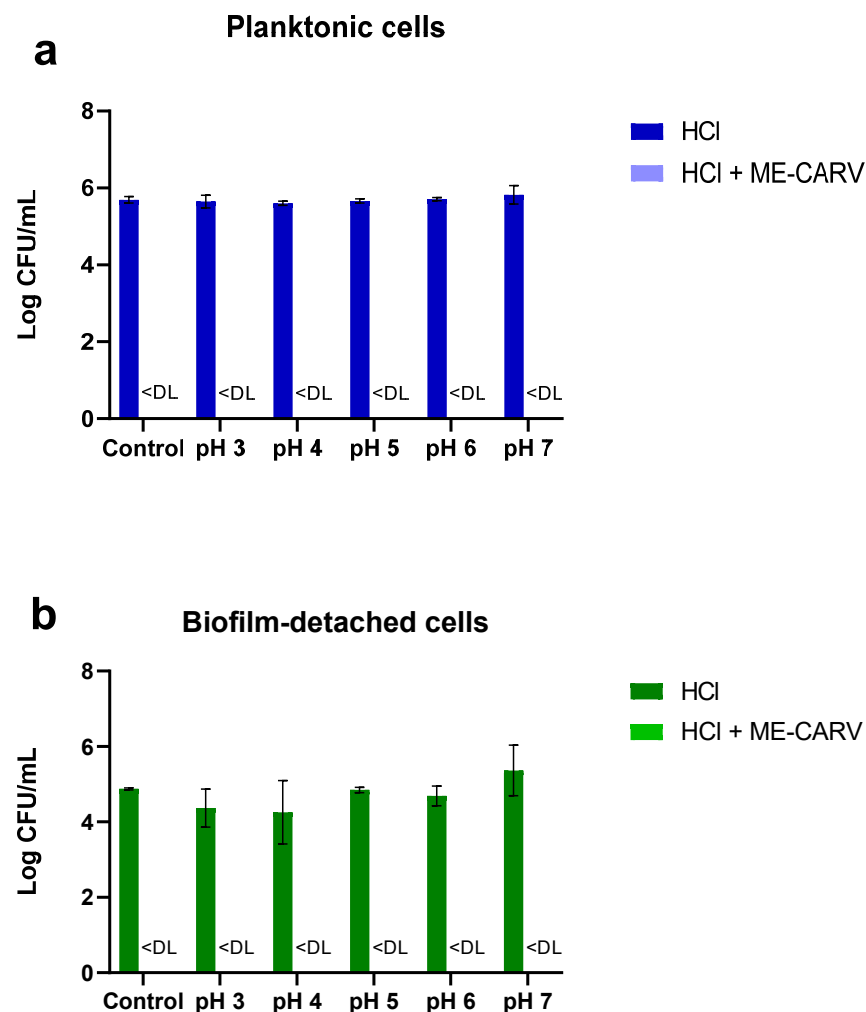 Planktonic cells
a
8
6
4
2
0
Log CFU/mL
<DL <DL <DL <DL <DL <DL
Control pH 3 pH 4 pH 5 pH 6 pH 7
HCl
HCl + ME-CARV
b
Biofilm-detached cells
8
6
4
2
0
Log CFU/mL
<DL <DL <DL <DL <DL <DL
Control pH 3 pH 4 pH 5 pH 6 pH 7
HCl
HCl + ME-CARV